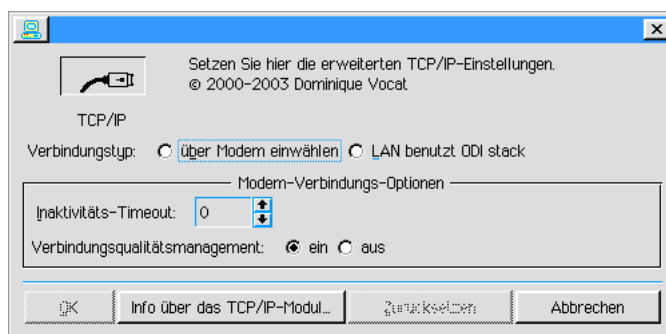 Setzen Sie hier die erweiterten TCP/IP-Einstellungen.
© 2000-2003 Dominique Vocat
TCP/IP
Verbindungstyp: über Modem einwählen LAN benutzt ODI stack
Modem-Verbindungs-Optionen
Inaktivitäts-Timeout: 0
Verbindungsqualitätsmanagement: ein aus
OK Info über das TCP/IP-Modul... Zurücksetzen Abbrechen